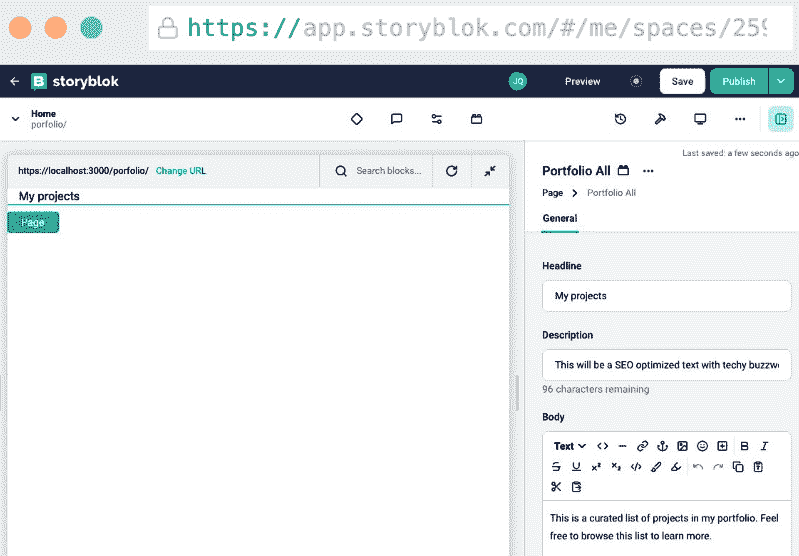 https://app.storyblok.com/#/me/spaces/259
storyblok
JQ
Preview
Save
Publish
Home
porfolio/
Last saved: a few seconds ago
https://localhost:3000/porfolio/
Change URL
Search blocks...
My projects
Page
Portfolio All
Page
Portfolio All
General
Headline
My projects
Description
This will be a SEO optimized text with techy buzzw
96 characters remaining
Body
Text
This is a curated list of projects in my portfolio. Feel
free to browse this list to learn more.